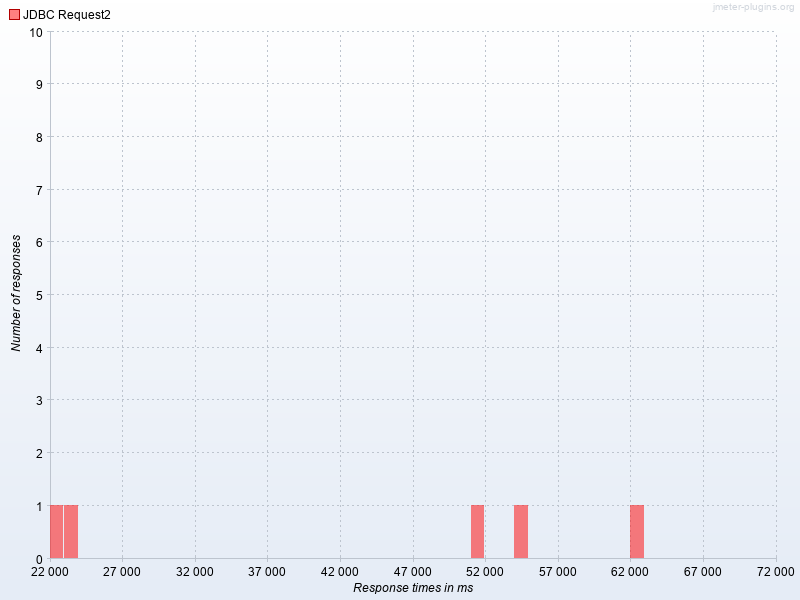 jmeter-plugins.org
JDBC Request2
10
9
8
7
6
5
4
3
2
1
0
Number of responses
22 000 27 000 32 000 37 000 42 000 47 000 52 000 57 000 62 000 67 000 72 000
Response times in ms